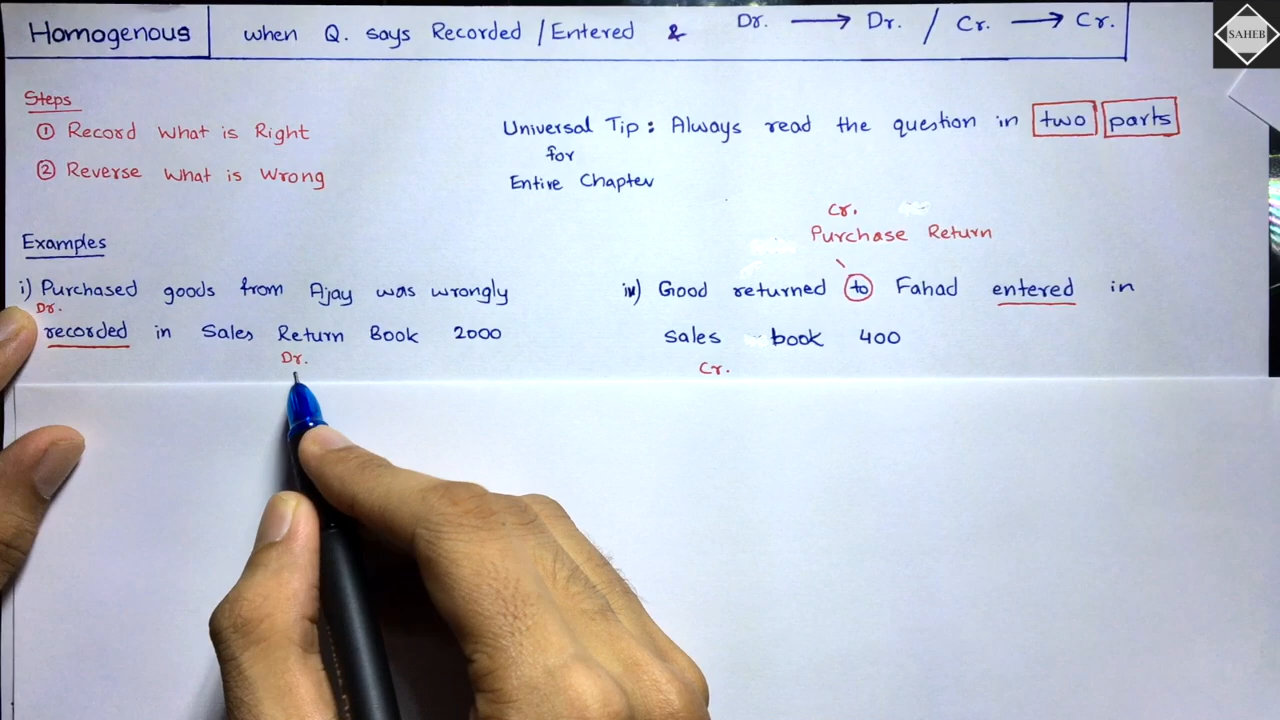 Homogenous when Q. says Recorded / Entered & Dr. → Dr. / Cr. → Cr.
SAHEB
Steps
① Record what is Right
② Reverse what is Wrong
Universal Tip : Always read the question in two parts
for
Entire Chapter
Examples
i) Purchased goods from Ajay was wrongly
Dr.
recorded in Sales Return Book 2000
Dr.
Cr.
Purchase Return
Good returned to Fahad entered in
sales book 400
Cr.